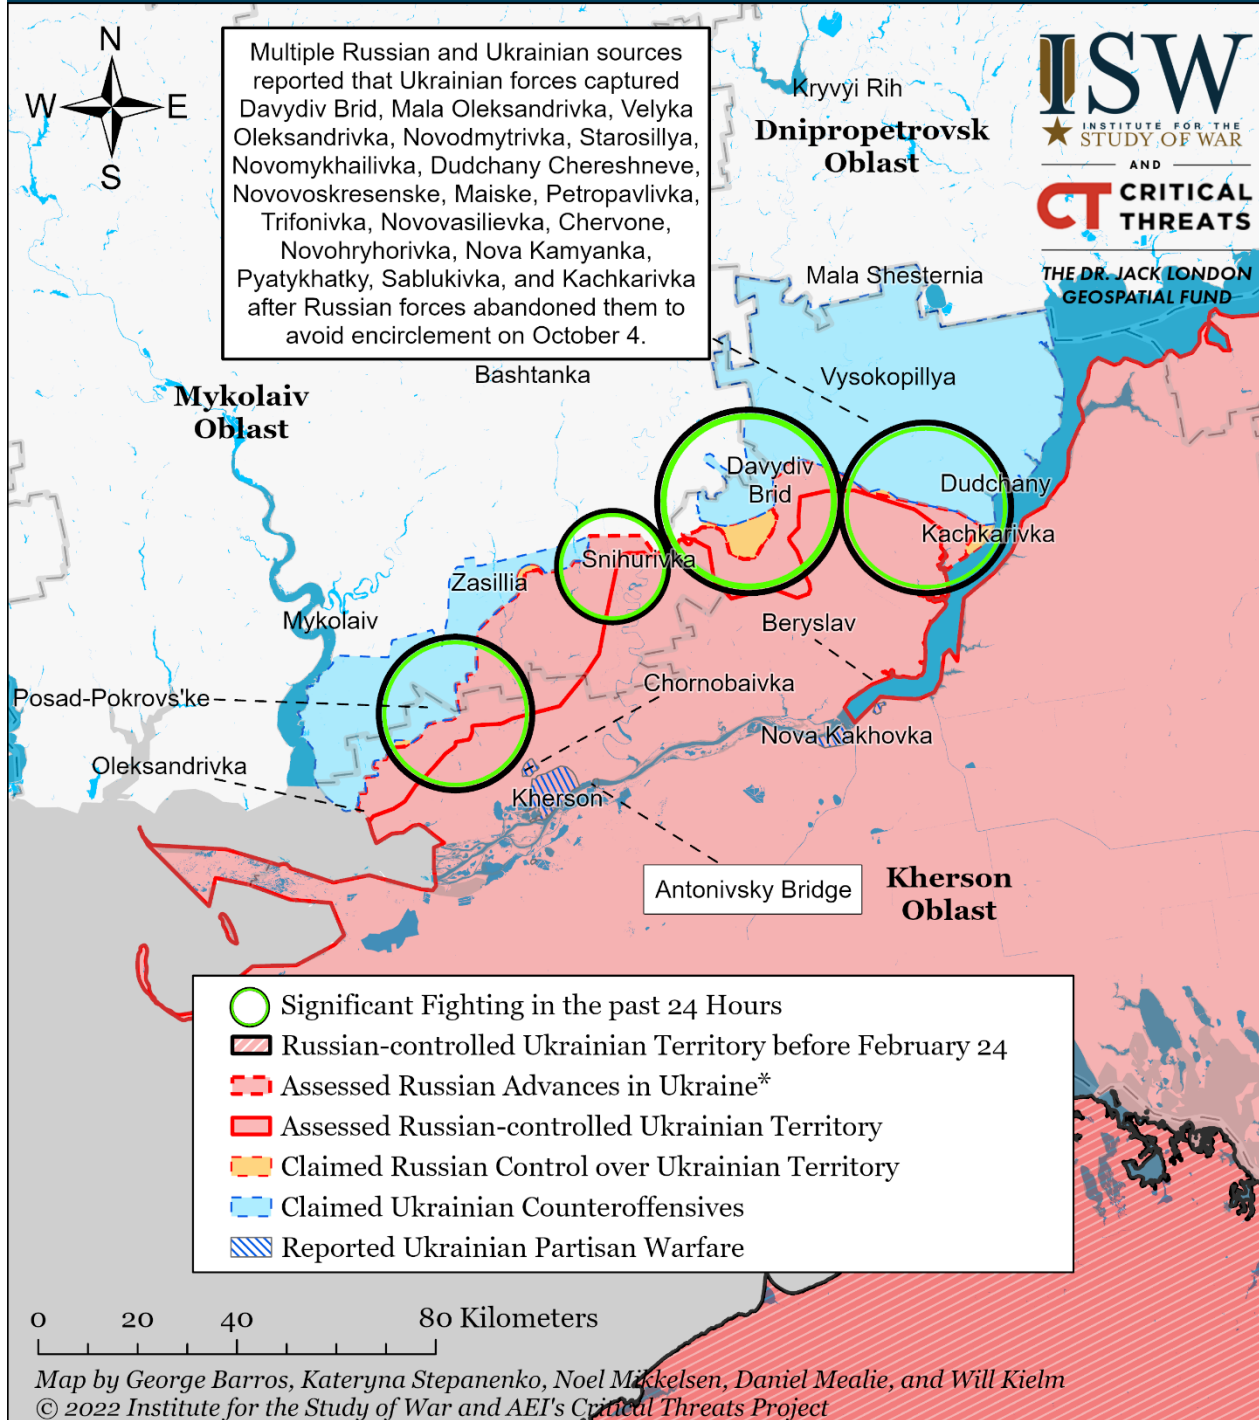 N
W
E
S
Multiple Russian and Ukrainian sources
reported that Ukrainian forces captured
Davydiv Brid, Mala Oleksandrivka, Velyka
Oleksandrivka, Novodmytrivka, Starosillya,
Novomykhailivka, Dudchany Chereshneve,
Novovoskresenske, Maiske, Petropavlivka,
Trifonivka, Novovasilievka, Chervone,
Novohryhorivka, Nova Kamyanka,
Pyatykhatky, Sablukivka, and Kachkarivka
after Russian forces abandoned them to
avoid encirclement on October 4.
ISW
INSTITUTE FOR THE
STUDY OF WAR
AND
CT CRITICAL
THREATS
THE DR. JACK LONDON
GEOSPATIAL FUND
Kryvyi Rih
Dnipropetrovsk
Oblast
Mala Shesternia
Bashtanka
Vysokopillya
Mykolaiv
Oblast
Davydiv
Brid
Dudchany
Kachkarivka
Snihurivka
Zasillia
Mykolaiv
Beryslav
Chornobaivka
Posad-Pokrovs'ke
Nova Kakhovka
Oleksandrivka
Kherson
Antonivsky Bridge
Kherson
Oblast
Significant Fighting in the past 24 Hours
Russian-controlled Ukrainian Territory before February 24
Assessed Russian Advances in Ukraine*
Assessed Russian-controlled Ukrainian Territory
Claimed Russian Control over Ukrainian Territory
Claimed Ukrainian Counteroffensives
Reported Ukrainian Partisan Warfare
0 20 40 80 Kilometers
Map by George Barros, Kateryna Stepanenko, Noel Mikkelsen, Daniel Mealie, and Will Kielm
© 2022 Institute for the Study of War and AEI's Critical Threats Project